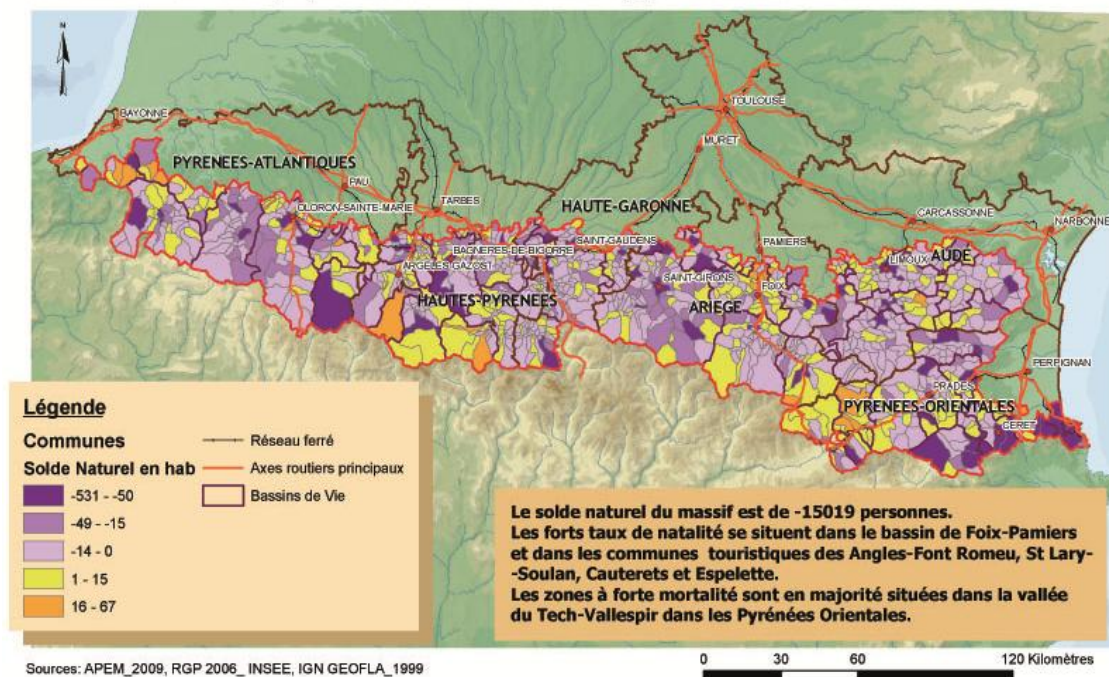 BAYONNE
TOULOUSE
MURET
PYRENEES-ATLANTIQUES
PAU
TARBES
OLORON-SAINTE-MARIE
HAUTE-GARONNE
CARCASSONNE
NARBONNE
BAGNERES-DE-BIGORRE
SAINT-GAUDENS
PAMIERS
LIMOUX
AUDE
ARGELES-GAZOST
SAINT-GIRONS
FOIX
HAUTES-PYRENEES
ARIEGE
PERPIGNAN
PRADES
PYRENEES-ORIENTALES
CERET
Légende
Communes
Solde Naturel en hab
-531 - -50
-49 - -15
-14 - 0
1 - 15
16 - 67
Réseau ferré
Axes routiers principaux
Bassins de Vie
Le solde naturel du massif est de -15019 personnes.
Les forts taux de natalité se situent dans le bassin de Foix-Pamiers
et dans les communes touristiques des Angles-Font Romeu, St Lary-
-Soulan, Cauterets et Espelette.
Les zones à forte mortalité sont en majorité situées dans la vallée
du Tech-Vallespir dans les Pyrénées Orientales.
Sources: APEM_2009, RGP 2006_ INSEE, IGN GEOFLA_1999
0 30 60 120 Kilomètres